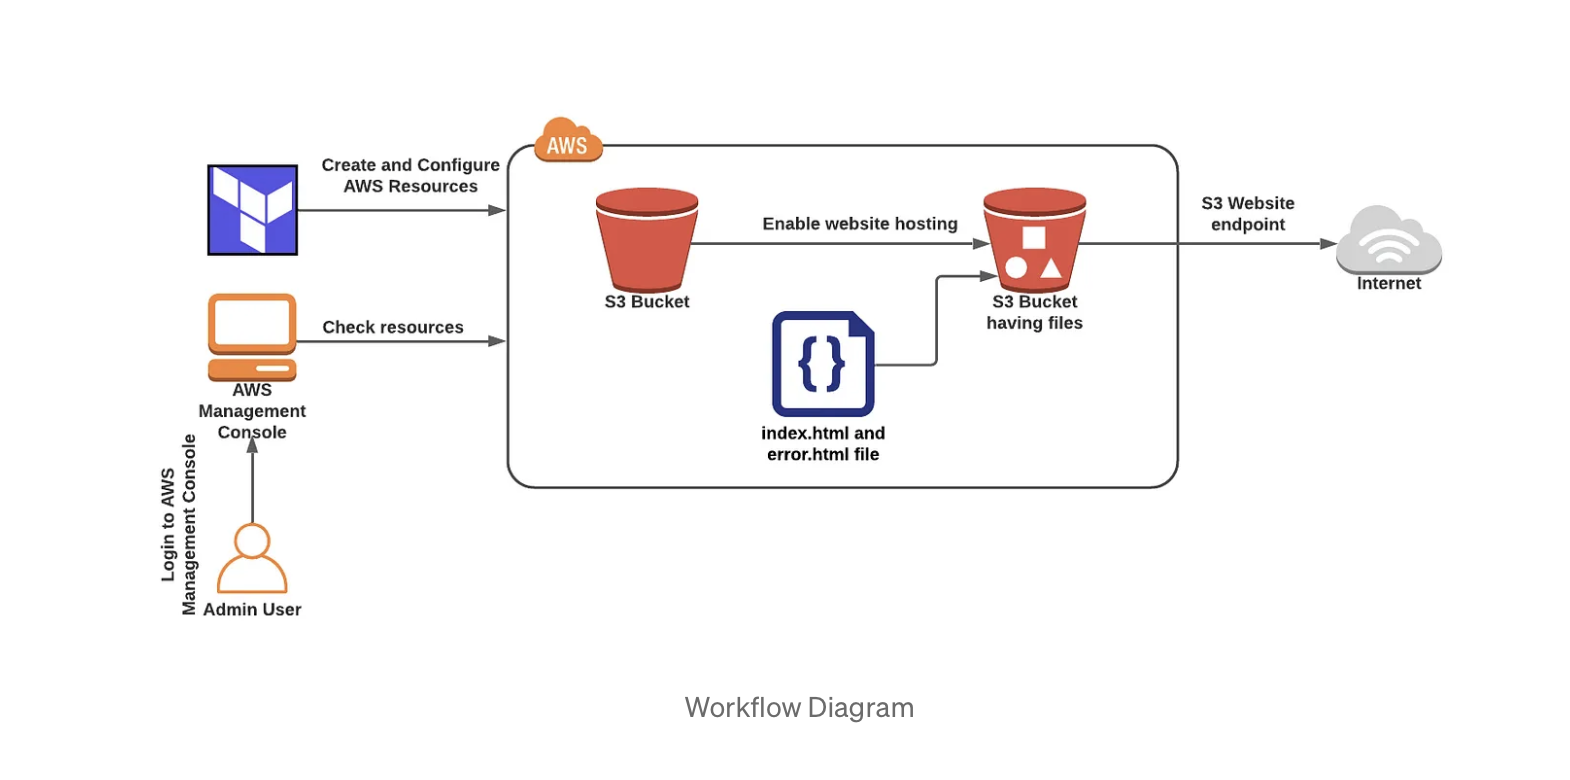 AWS
Create and Configure
AWS Resources
Enable website hosting
S3 Website
endpoint
S3 Bucket
S3 Bucket
having files
Internet
Check resources
{}
AWS
Management
Console
index.html and
error.html file
Login to AWS
Management Console
Admin User
Workflow Diagram